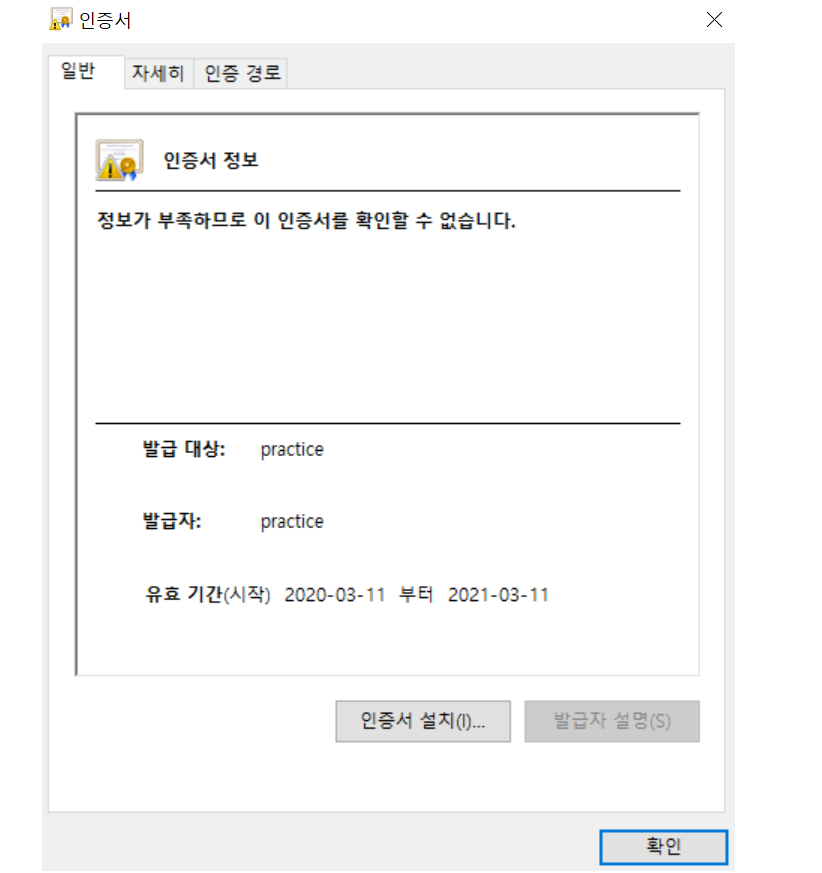 인증서
일반 자세히 인증 경로
인증서 정보
정보가 부족하므로 이 인증서를 확인할 수 없습니다.
발급 대상: practice
발급자: practice
유효 기간(시작) 2020-03-11 부터 2021-03-11
인증서 설치(I)... 발급자 설명(S)
확인